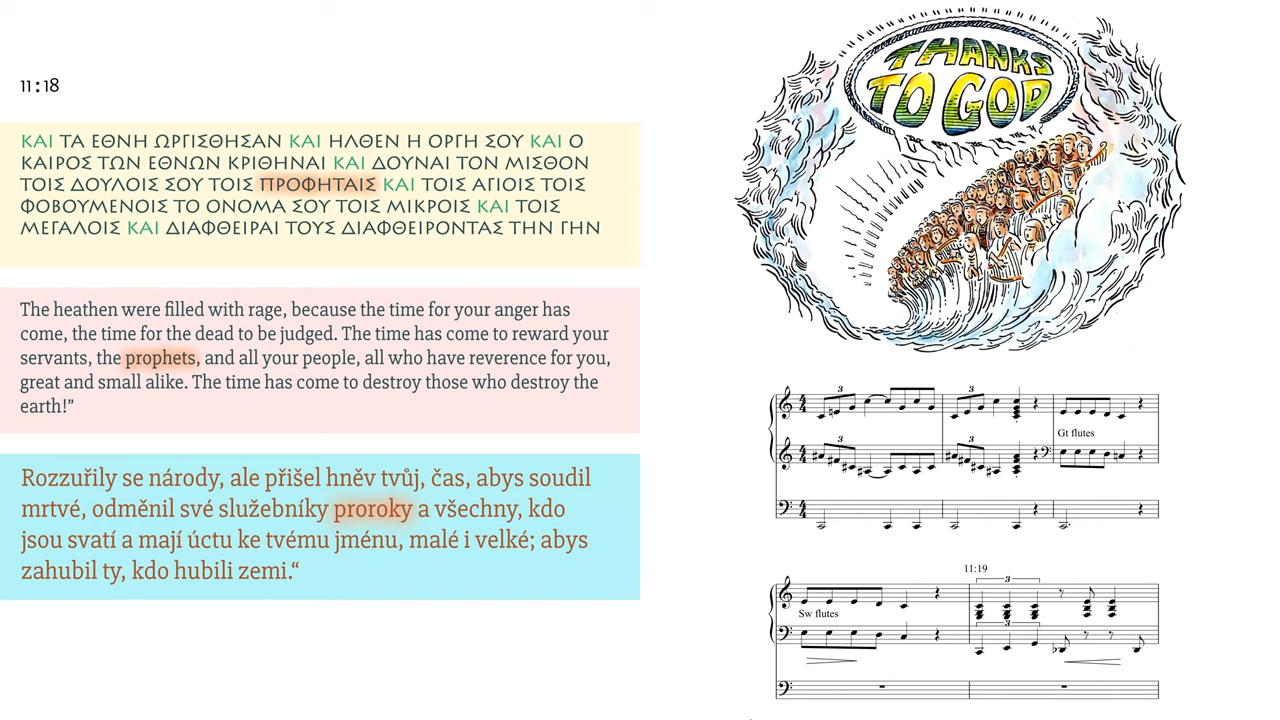 11:18
ΚΑΙ ΤΑ ΕΘΝΗ ΩΡΓΙΣΘΗΣΑΝ ΚΑΙ ΗΛΘΕΝ Η ΟΡΓΗ ΣΟΥ ΚΑΙ Ο
ΚΑΙΡΟΣ ΤΩΝ ΕΘΝΩΝ ΚΡΙΘΗΝΑΙ ΚΑΙ ΔΟΥΝΑΙ ΤΟΝ ΜΙΣΘΟΝ
ΤΟΙΣ ΔΟΥΛΟΙΣ ΣΟΥ ΤΟΙΣ ΠΡΟΦΗΤΑΙΣ ΚΑΙ ΤΟΙΣ ΑΓΙΟΙΣ ΤΟΙΣ
ΦΟΒΟΥΜΕΝΟΙΣ ΤΟ ΟΝΟΜΑ ΣΟΥ ΤΟΙΣ ΜΙΚΡΟΙΣ ΚΑΙ ΤΟΙΣ
ΜΕΓΑΛΟΙΣ ΚΑΙ ΔΙΑΦΘΕΙΡΑΙ ΤΟΥΣ ΔΙΑΦΘΕΙΡΟΝΤΑΣ ΤΗΝ ΓΗΝ
The heathen were filled with rage, because the time for your anger has
come, the time for the dead to be judged. The time has come to reward your
servants, the prophets, and all your people, all who have reverence for you,
great and small alike. The time has come to destroy those who destroy the
earth!”
Rozzuřily se národy, ale přišel hněv tvůj, čas, abys soudil
mrtvé, odměnil své služebníky proroky a všechny, kdo
jsou svatí a mají úctu ke tvému jménu, malé i velké; abys
zahubil ty, kdo hubili zemi.“
THANKS
TO GOD
3 3
Gt flutes
3 3
11:19
3
Sw flutes
3